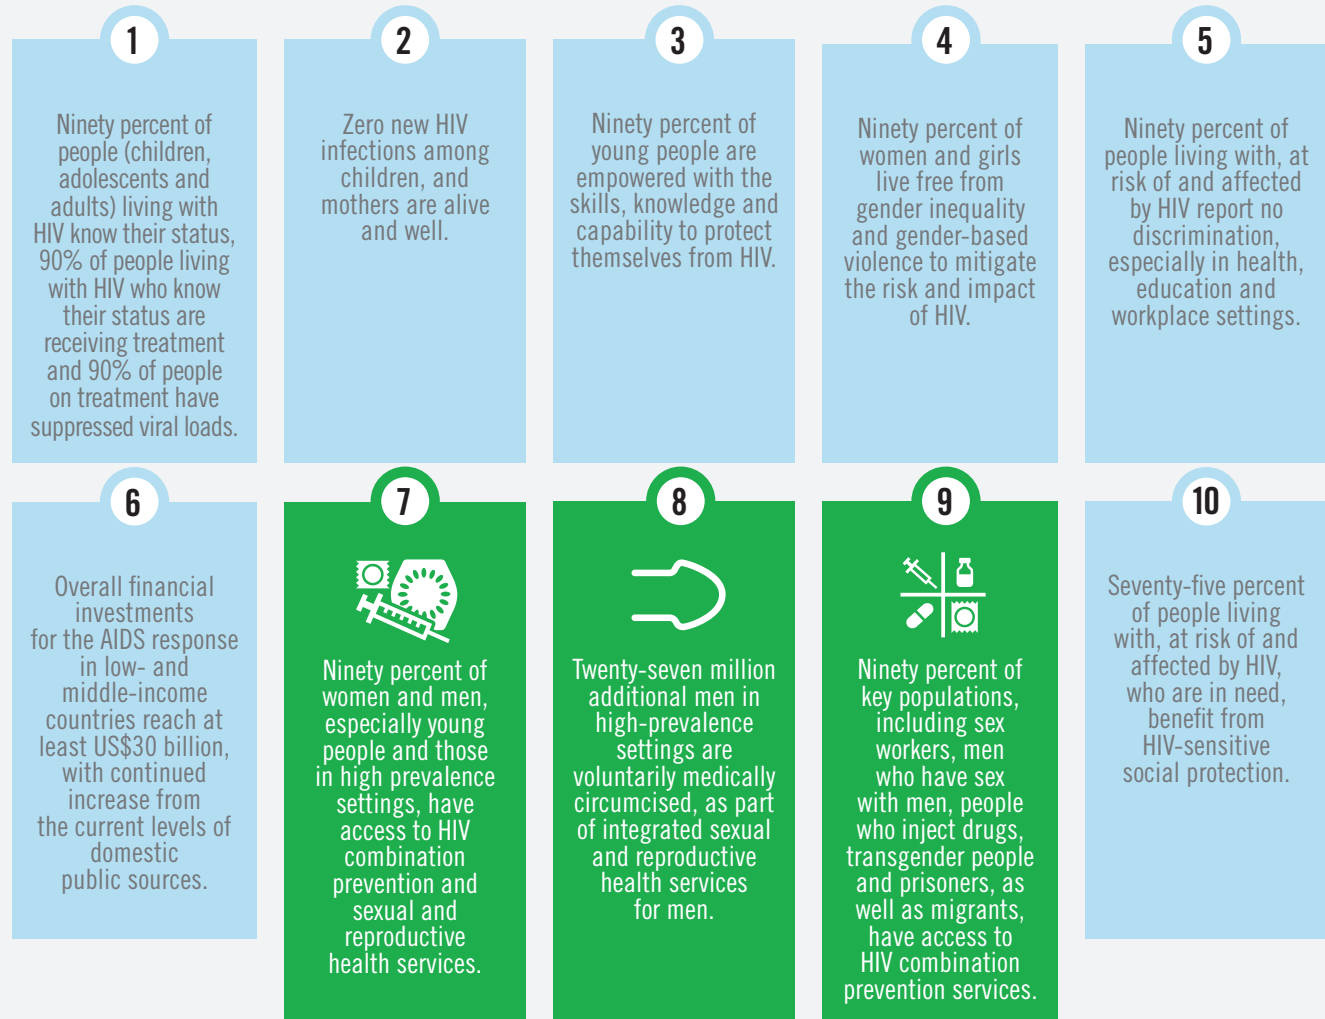 1
Ninety percent of
people (children,
adolescents and
adults) living with
HIV know their status,
90% of people living
with HIV who know
their status are
receiving treatment
and 90% of people
on treatment have
suppressed viral loads.
2
Zero new HIV
infections among
children, and
mothers are alive
and well.
3
Ninety percent of
young people are
empowered with the
skills, knowledge and
capability to protect
themselves from HIV.
4
Ninety percent of
women and girls
live free from
gender inequality
and gender-based
violence to mitigate
the risk and impact
of HIV.
5
Ninety percent of
people living with, at
risk of and affected
by HIV report no
discrimination,
especially in health,
education and
workplace settings.
6
Overall financial
investments
for the AIDS response
in low- and
middle-income
countries reach at
least US$30 billion,
with continued
increase from
the current levels of
domestic
public sources.
7
Ninety percent of
women and men,
especially young
people and those
in high prevalence
settings, have
access to HIV
combination
prevention and
sexual and
reproductive
health services.
8
Twenty-seven million
additional men in
high-prevalence
settings are
voluntarily medically
circumcised, as part
of integrated sexual
and reproductive
health services
for men.
9
Ninety percent of
key populations,
including sex
workers, men
who have sex
with men, people
who inject drugs,
transgender people
and prisoners, as
well as migrants,
have access to
HIV combination
prevention services.
10
Seventy-five percent
of people living
with, at risk of and
affected by HIV,
who are in need,
benefit from
HIV-sensitive
social protection.